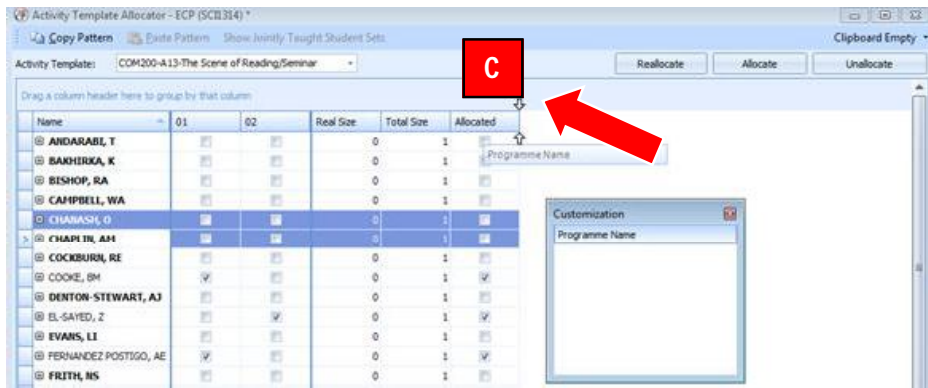 Activity Template Allocator - ECP (SCI1314) *
Copy Pattern Paste Pattern Show Jointly Taught Student Sets Clipboard Empty
Activity Template: COM200-A13-The Scene of Reading/Seminar Reallocate Allocate Unallocate
C
Drag a column header here to group by that column
Name 01 02 Real Size Total Size Allocated
ANDARABI, T 0 1
Programme Name
BAKHIRKA, K 0 1
BISHOP, RA 0 1
CAMPBELL, WA 0 1
CHANASH, O 0 1
CHAPLIN, AM 0 1
COCKBURN, RE 0 1
COOKE, BM 0 1
DENTON-STEWART, AJ 0 1
EL-SAYED, Z 0 1
EVANS, LI 0 1
FERNANDEZ POSTIGO, AE 0 1
FRITH, NS 0 1
Customization
Programme Name